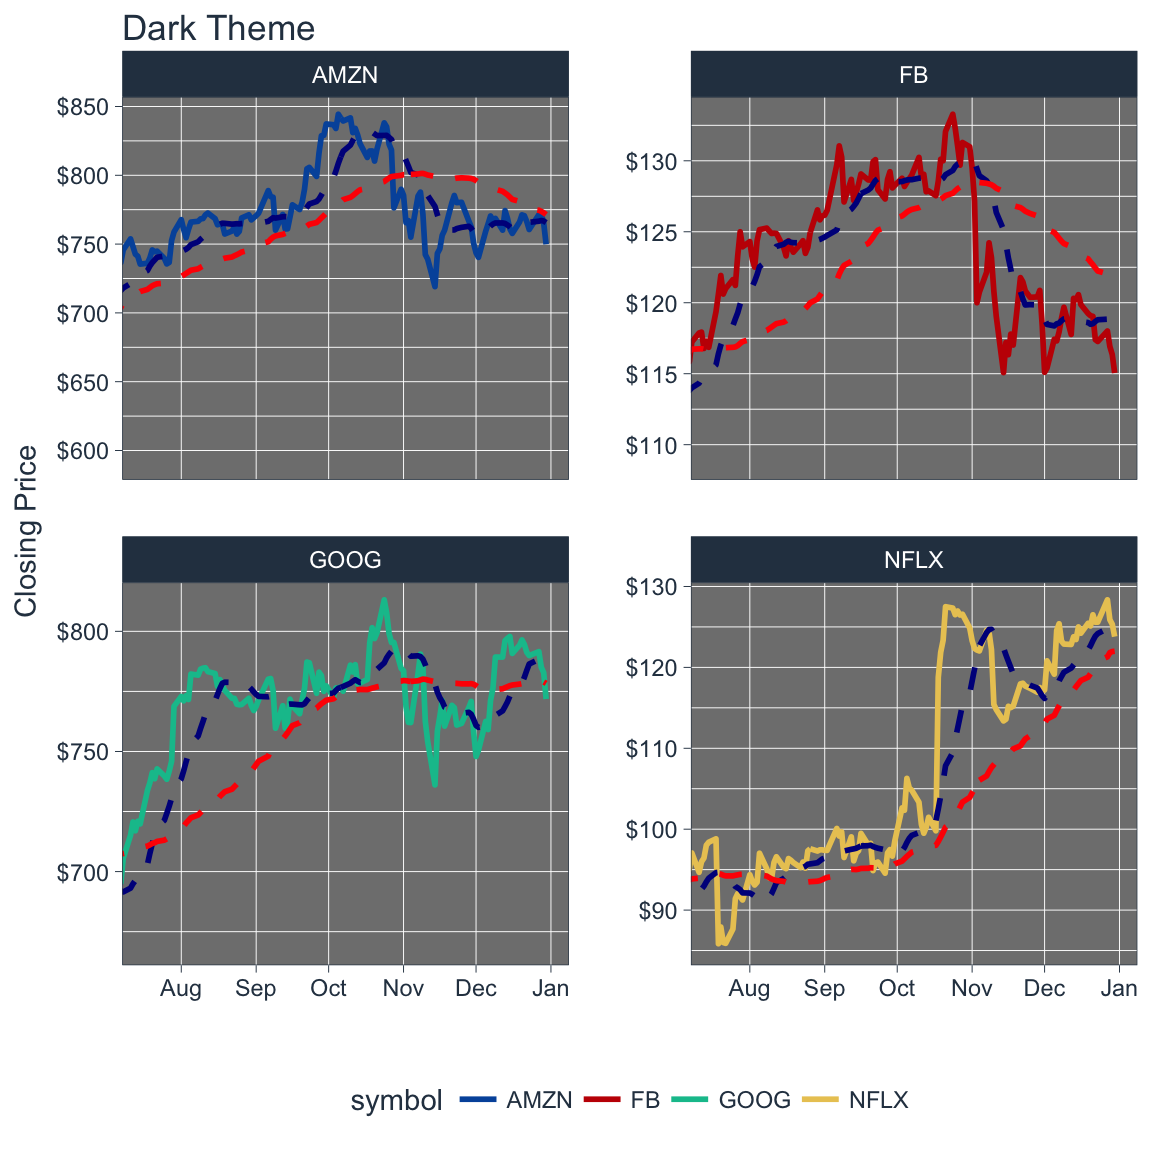 Dark Theme
AMZN
FB
$850
$800
$750
$700
$650
$600
$130
$125
$120
$115
$110
Closing Price
GOOG
NFLX
$800
$750
$700
$130
$120
$110
$100
$90
Aug Sep Oct Nov Dec Jan
Aug Sep Oct Nov Dec Jan
symbol AMZN FB GOOG NFLX